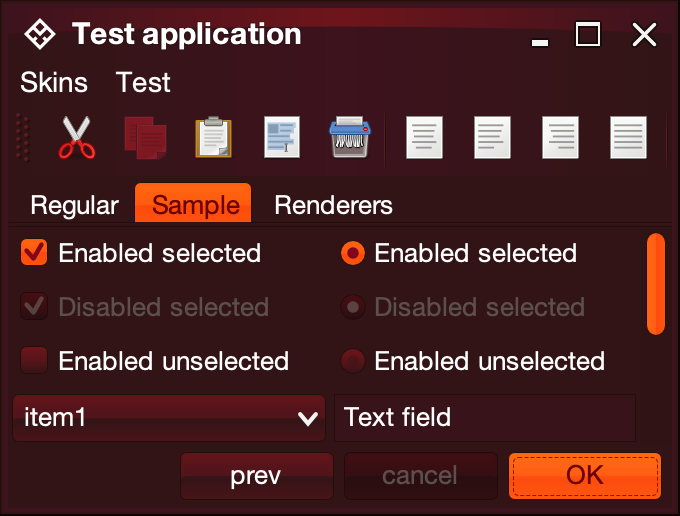 Test application
Skins Test
Regular Sample Renderers
Enabled selected Enabled selected
Disabled selected Disabled selected
Enabled unselected Enabled unselected
item1 Text field
prev cancel OK